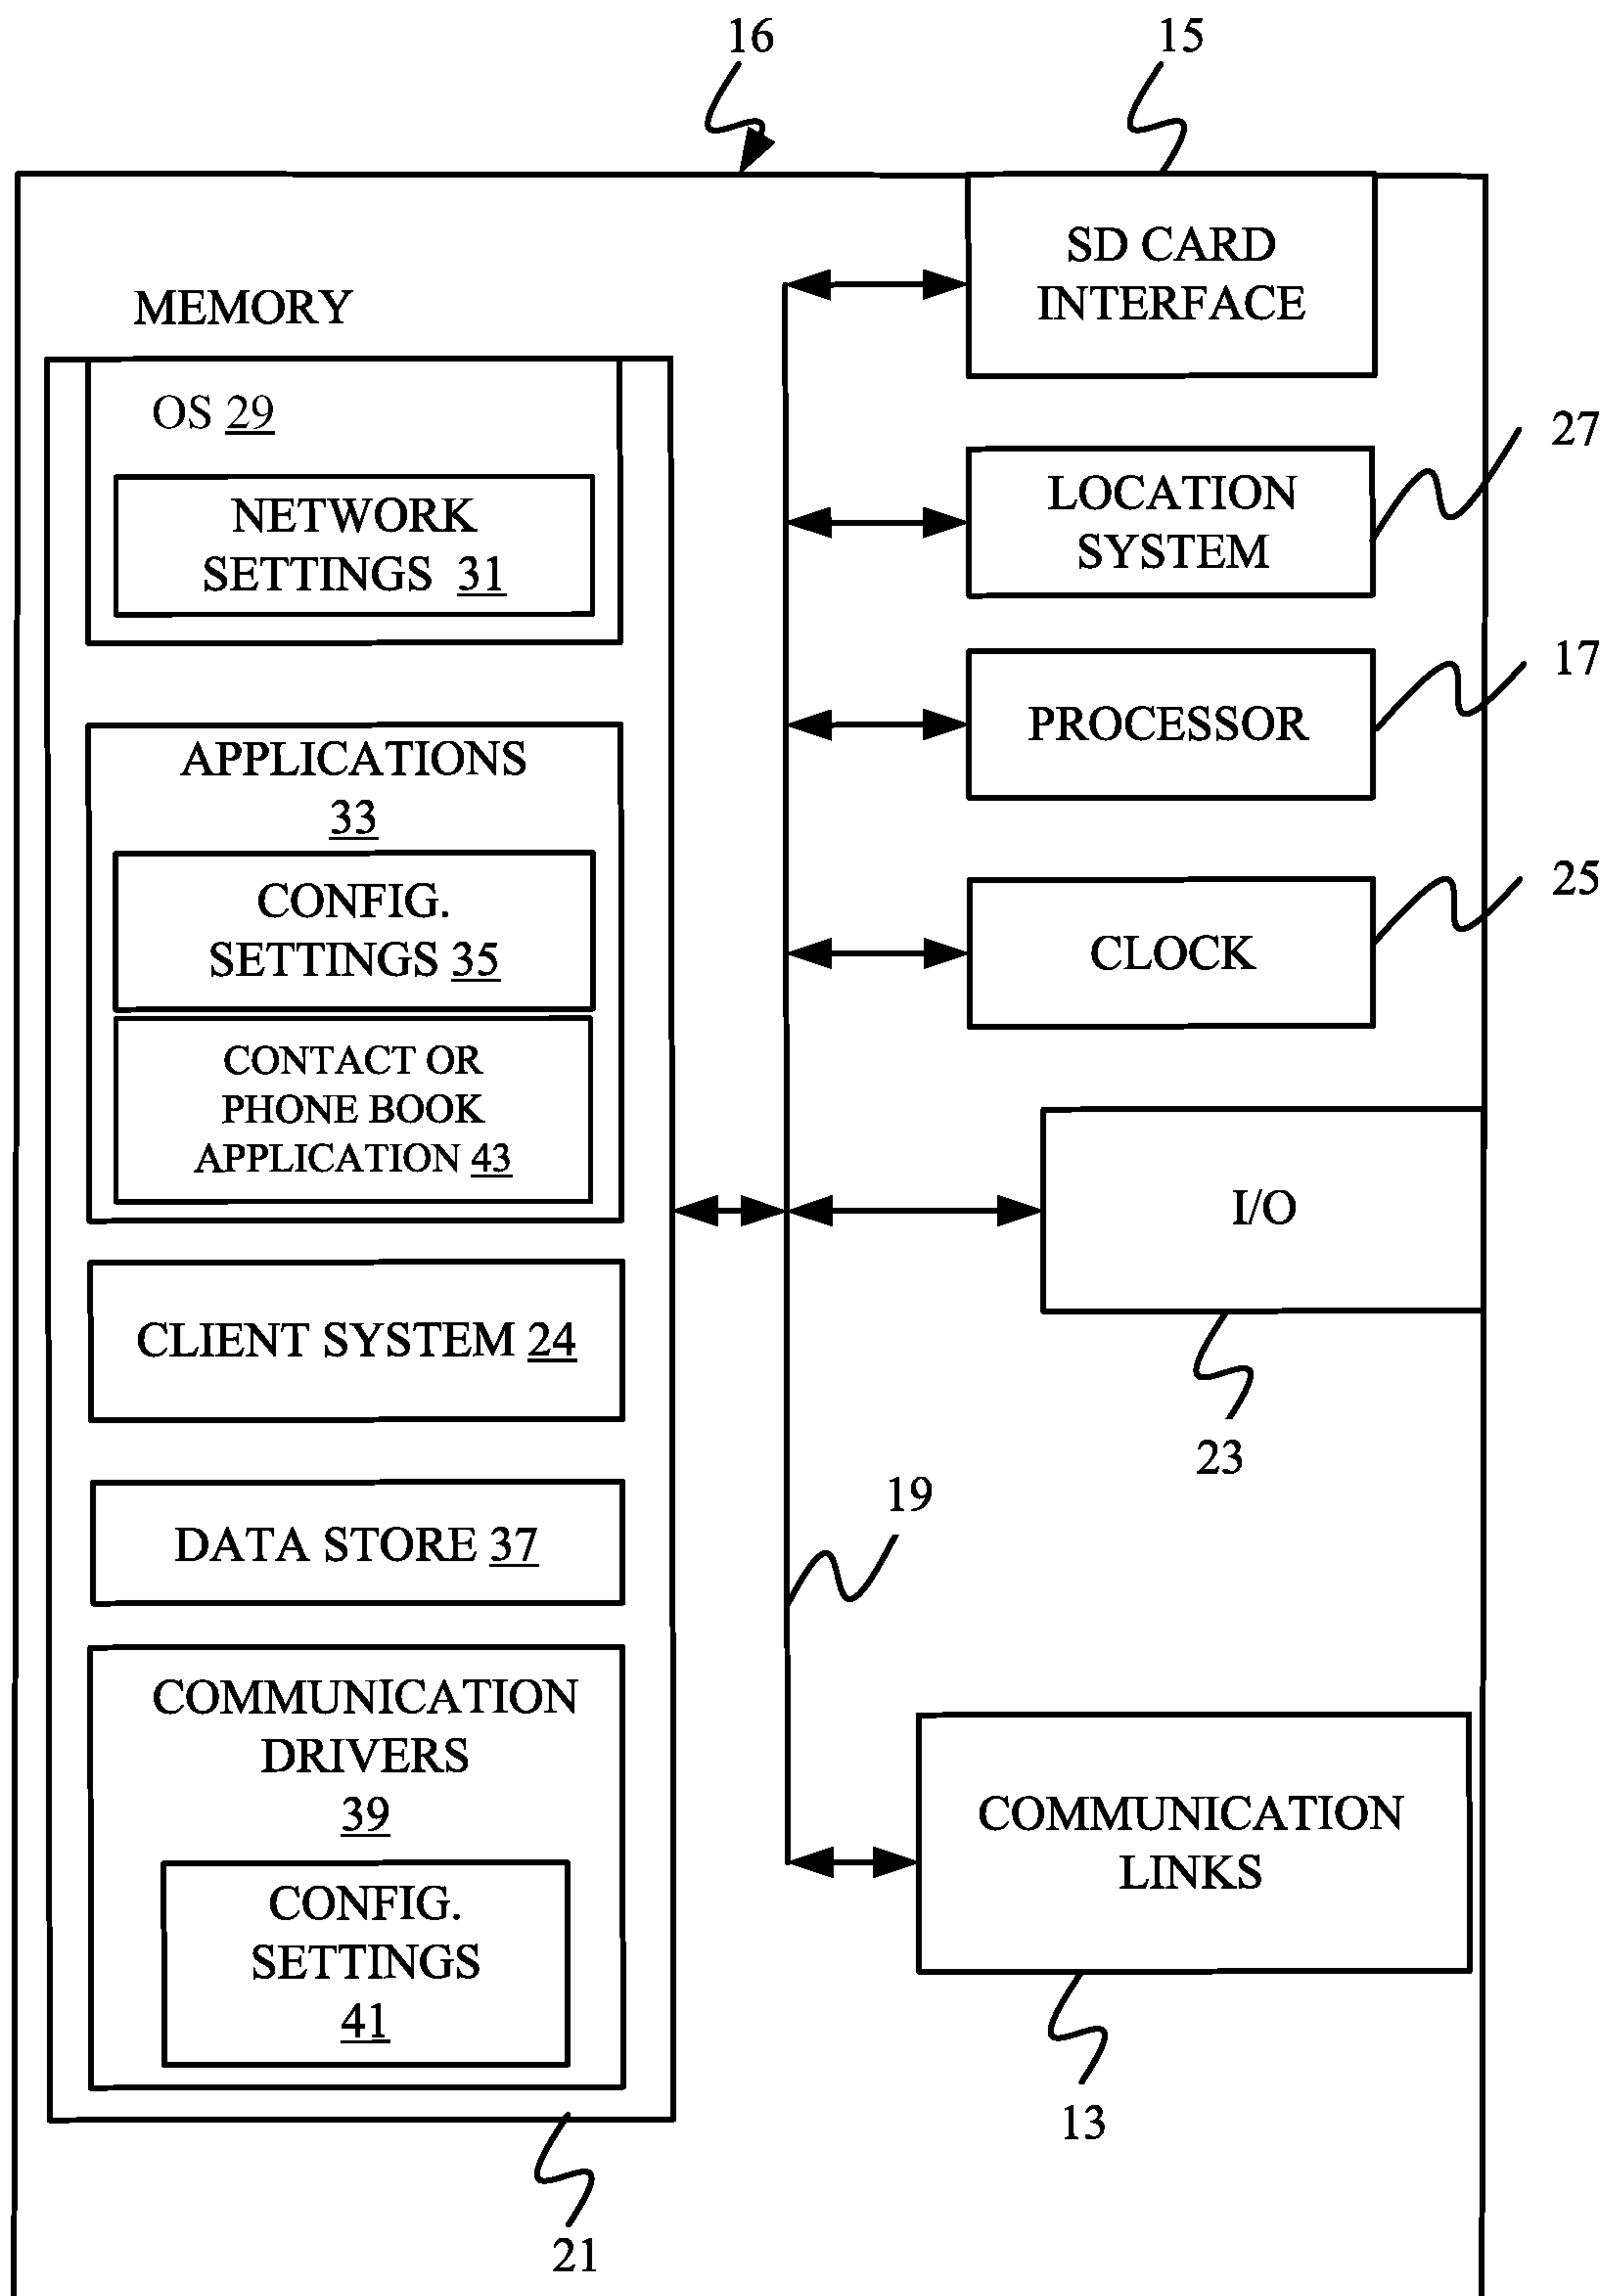 16
15
SD CARD
INTERFACE
MEMORY
OS 29
NETWORK
SETTINGS 31
APPLICATIONS
33
CONFIG.
SETTINGS 35
CONTACT OR
PHONE BOOK
APPLICATION 43
CLIENT SYSTEM 24
DATA STORE 37
COMMUNICATION
DRIVERS
39
CONFIG.
SETTINGS
41
21
27
LOCATION
SYSTEM
17
PROCESSOR
25
CLOCK
I/O
23
19
COMMUNICATION
LINKS
13